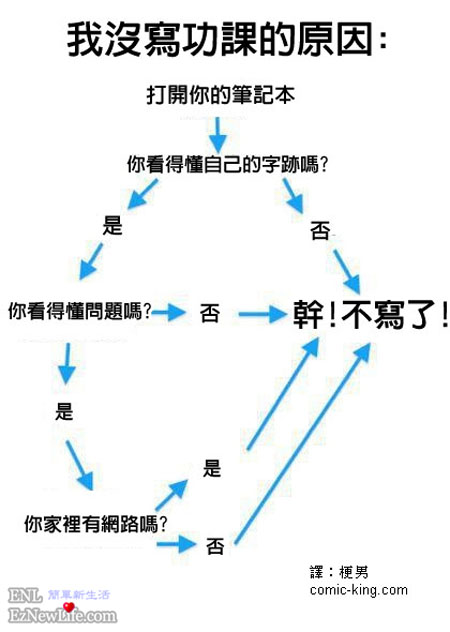 我沒寫功課的原因:
打開你的筆記本
你看得懂自己的字跡嗎?
是
否
你看得懂問題嗎?
否
幹!不寫了!
是
是
你家裡有網路嗎?
否
譯：梗男
comic-king.com
ENL 簡單新生活
EzNewLife.com